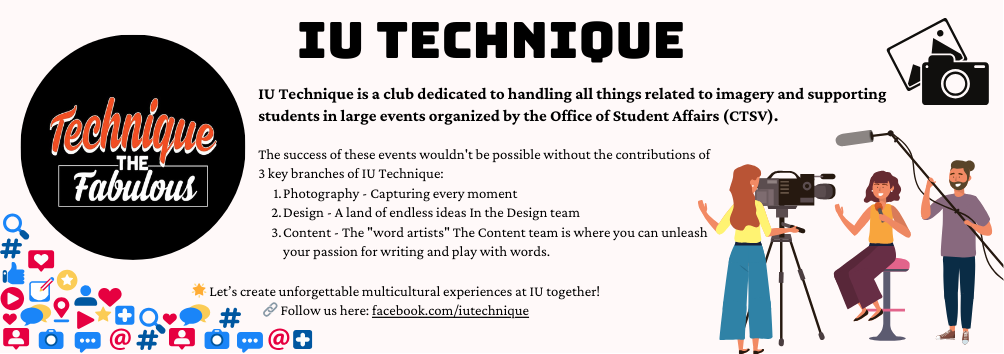 IU TECHNIQUE
Technique
THE
Fabulous
IU Technique is a club dedicated to handling all things related to imagery and supporting
students in large events organized by the Office of Student Affairs (CTSV).
The success of these events wouldn't be possible without the contributions of
3 key branches of IU Technique:
1. Photography - Capturing every moment
2. Design - A land of endless ideas In the Design team
3. Content - The "word artists" The Content team is where you can unleash
your passion for writing and play with words.
🌟 Let's create unforgettable multicultural experiences at IU together!
🔗 Follow us here: facebook.com/iutechnique